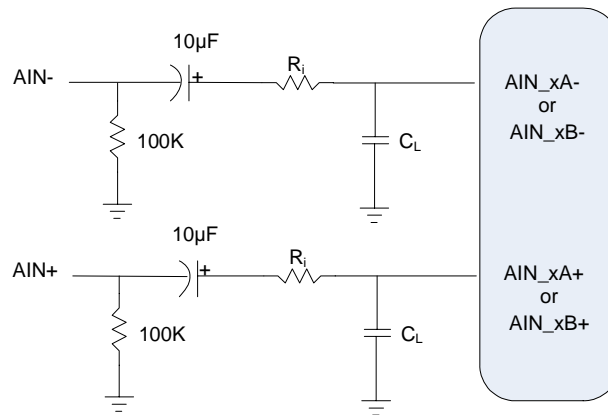 10µF
Ri
AIN-
+
AIN_xA-
or
AIN_xB-
100K
CL
10µF
Ri
AIN+
+
AIN_xA+
or
AIN_xB+
100K
CL